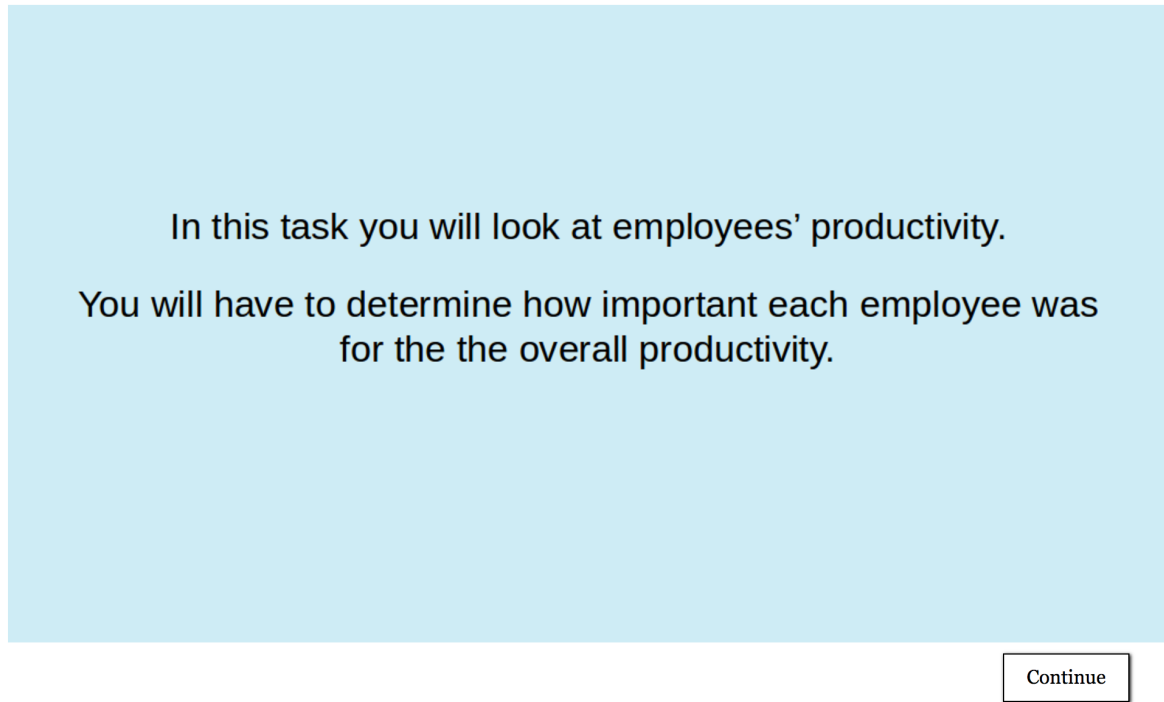 In this task you will look at employees’ productivity.
You will have to determine how important each employee was
for the the overall productivity.
Continue